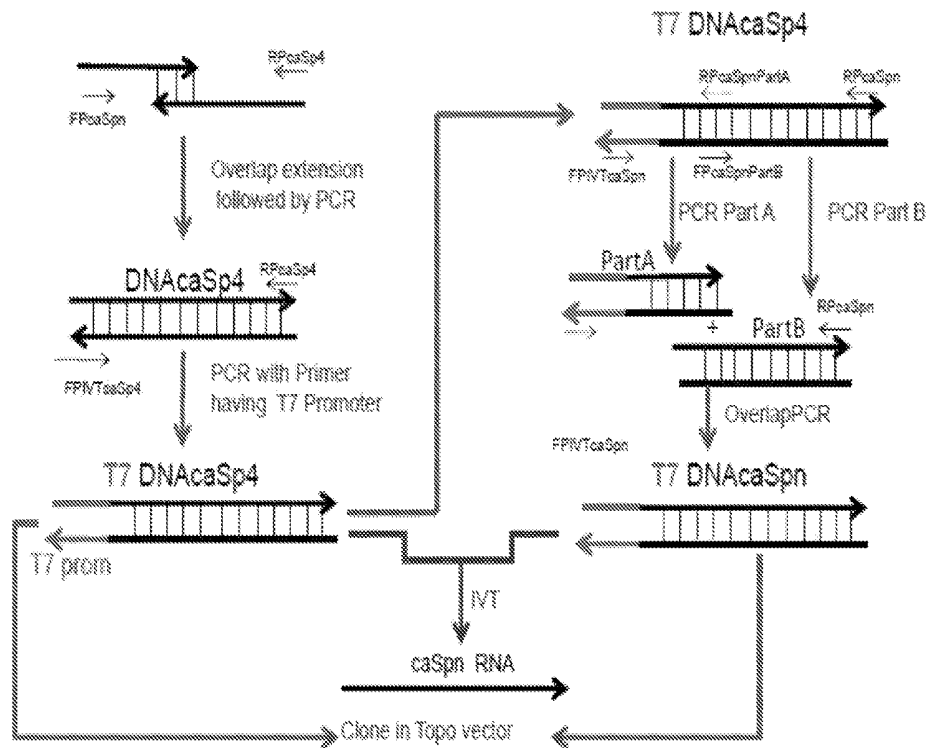 RPcaSp4
FPcaSpn
Overlap extension
followed by PCR
DNAcaSp4
RPcaSp4
FPIVTcaSp4
PCR with Primer
having T7 Promoter
T7 DNAcaSp4
T7 prom
T7 DNAcaSp4
RPcaSpnPartA
RPcaSpn
FPIVTcaSpn
FPcaSpnPartB
PCR Part A
PCR Part B
PartA
+
RPcaSpn
PartB
OverlapPCR
FPIVTcaSpn
T7 DNAcaSpn
IVT
caSpn RNA
Clone in Topo vector